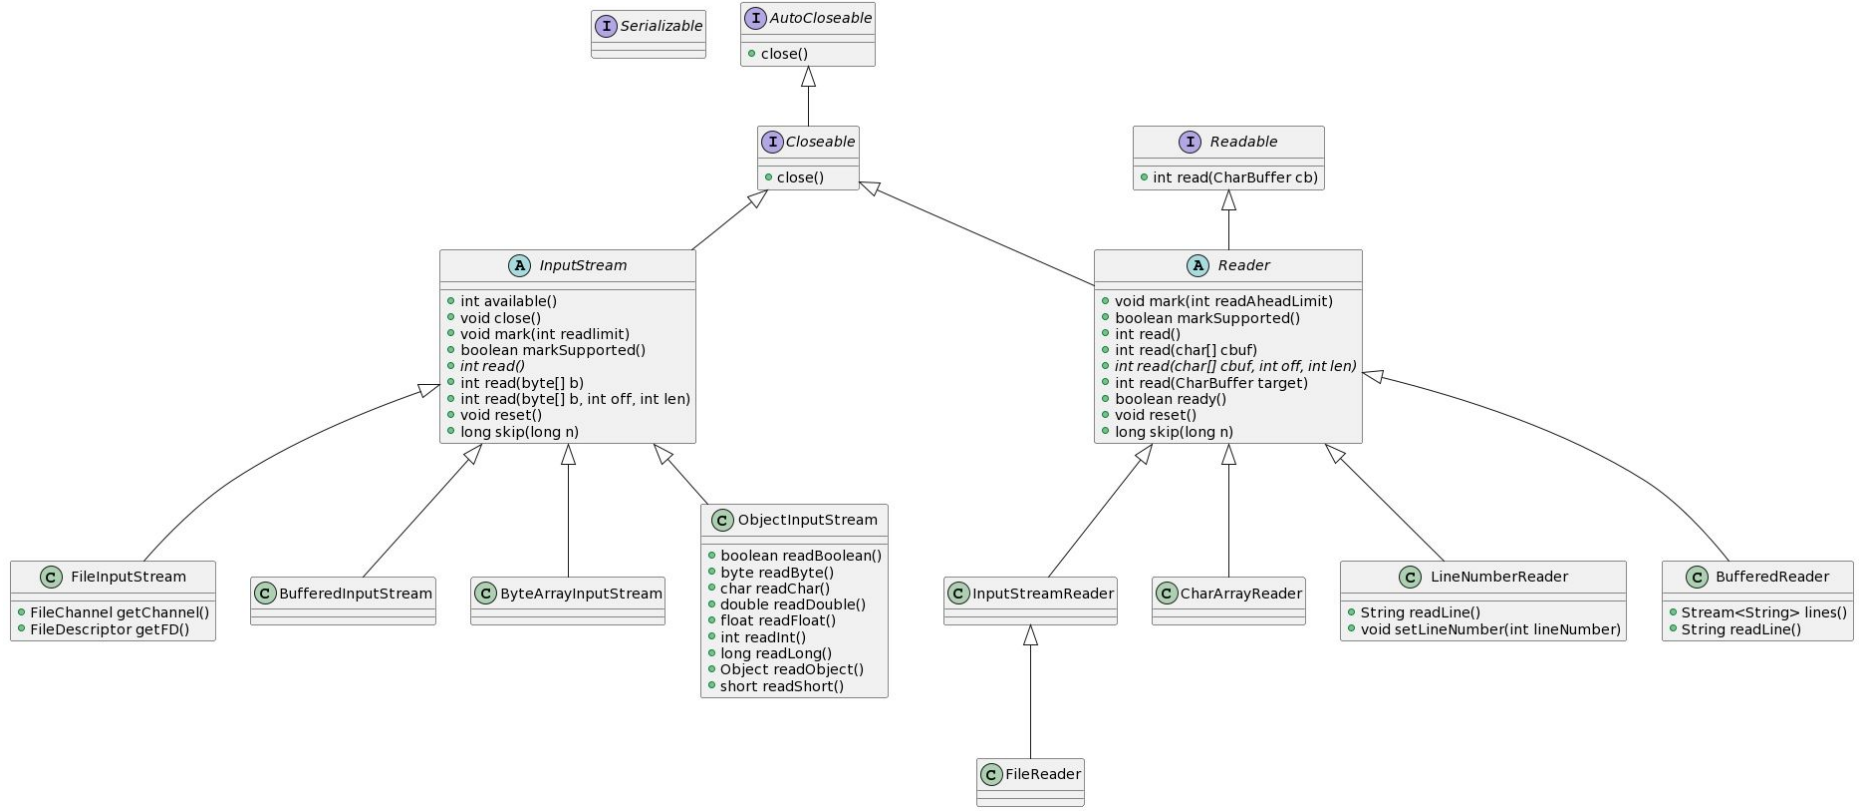 I Serializable
I AutoCloseable
close()
I Closeable
close()
I Readable
int read(CharBuffer cb)
A InputStream
int available()
void close()
void mark(int readlimit)
boolean markSupported()
int read()
int read(byte[] b)
int read(byte[] b, int off, int len)
void reset()
long skip(long n)
A Reader
void mark(int readAheadLimit)
boolean markSupported()
int read()
int read(char[] cbuf)
int read(char[] cbuf, int off, int len)
int read(CharBuffer target)
boolean ready()
void reset()
long skip(long n)
C FileInputStream
FileChannel getChannel()
FileDescriptor getFD()
C BufferedInputStream
C ByteArrayInputStream
C ObjectInputStream
boolean readBoolean()
byte readByte()
char readChar()
double readDouble()
float readFloat()
int readInt()
long readLong()
Object readObject()
short readShort()
C InputStreamReader
C CharArrayReader
C LineNumberReader
String readLine()
void setLineNumber(int lineNumber)
C BufferedReader
Stream<String> lines()
String readLine()
C FileReader